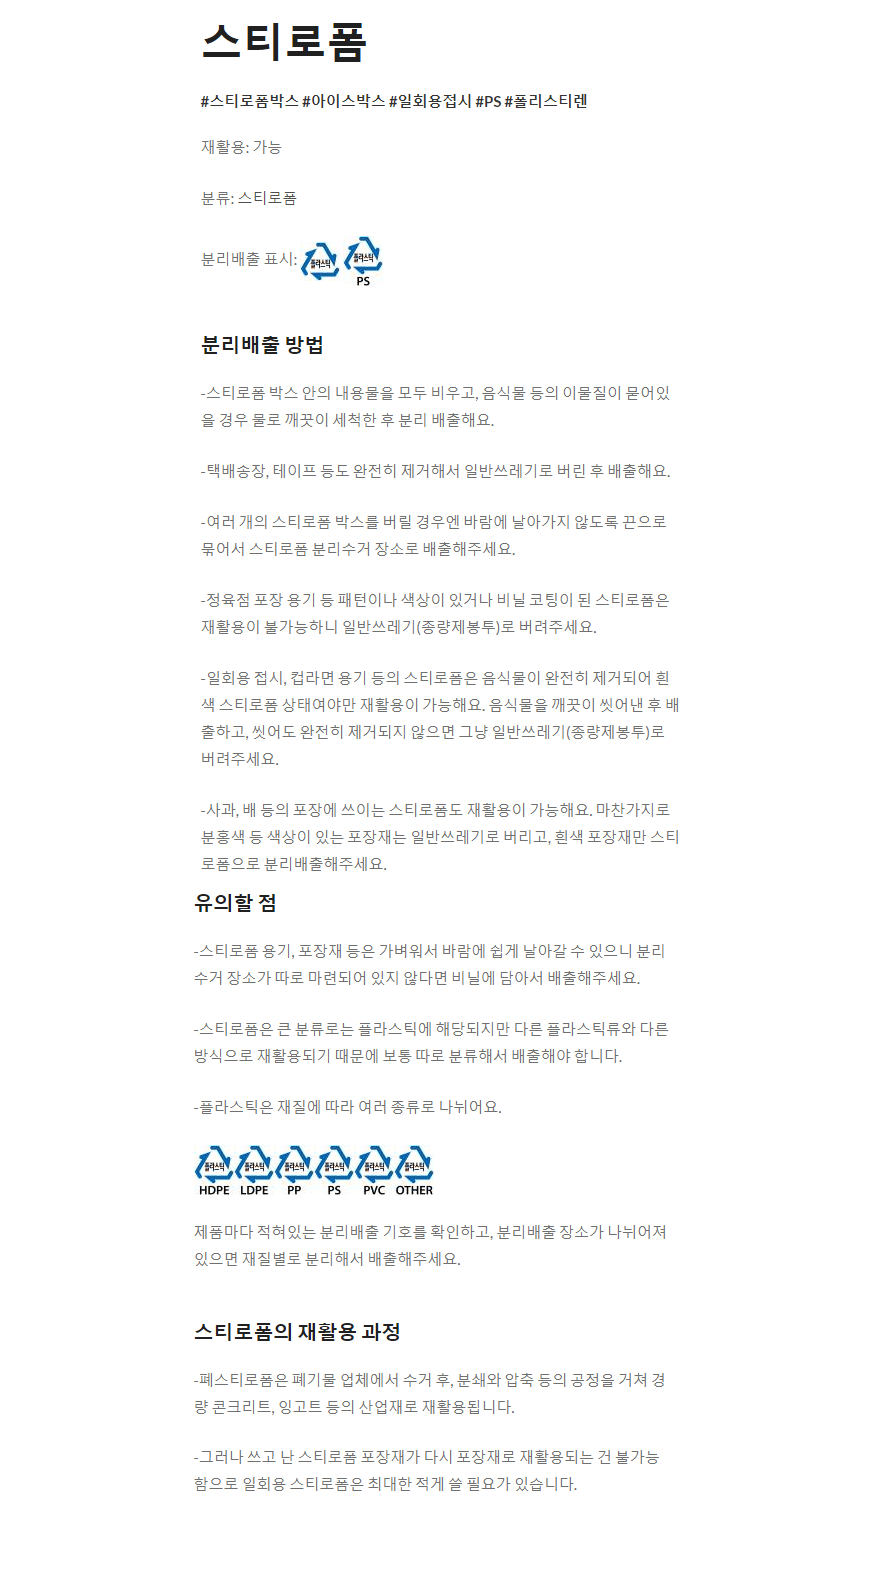 스티로폼
#스티로폼박스 #아이스박스 #일회용접시 #PS #폴리스티렌
재활용: 가능
분류: 스티로폼
분리배출 표시: 플라스틱 플라스틱
PS
분리배출 방법
-스티로폼 박스 안의 내용물을 모두 비우고, 음식물 등의 이물질이 묻어있
을 경우 물로 깨끗이 세척한 후 분리 배출해요.
-택배송장, 테이프 등도 완전히 제거해서 일반쓰레기로 버린 후 배출해요.
-여러 개의 스티로폼 박스를 버릴 경우엔 바람에 날아가지 않도록 끈으로
묶어서 스티로폼 분리수거 장소로 배출해주세요.
-정육점 포장 용기 등 패턴이나 색상이 있거나 비닐 코팅이 된 스티로폼은
재활용이 불가능하니 일반쓰레기(종량제봉투)로 버려주세요.
-일회용 접시, 컵라면 용기 등의 스티로폼은 음식물이 완전히 제거되어 흰
색 스티로폼 상태여야만 재활용이 가능해요. 음식물을 깨끗이 씻어낸 후 배
출하고, 씻어도 완전히 제거되지 않으면 그냥 일반쓰레기(종량제봉투)로
버려주세요.
-사과, 배 등의 포장에 쓰이는 스티로폼도 재활용이 가능해요. 마찬가지로
분홍색 등 색상이 있는 포장재는 일반쓰레기로 버리고, 흰색 포장재만 스티
로폼으로 분리배출해주세요.
유의할 점
-스티로폼 용기, 포장재 등은 가벼워서 바람에 쉽게 날아갈 수 있으니 분리
수거 장소가 따로 마련되어 있지 않다면 비닐에 담아서 배출해주세요.
-스티로폼은 큰 분류로는 플라스틱에 해당되지만 다른 플라스틱류와 다른
방식으로 재활용되기 때문에 보통 따로 분류해서 배출해야 합니다.
-플라스틱은 재질에 따라 여러 종류로 나뉘어요.
플라스틱 플라스틱 플라스틱 플라스틱 플라스틱 플라스틱
HDPE LDPE PP PS PVC OTHER
제품마다 적혀있는 분리배출 기호를 확인하고, 분리배출 장소가 나뉘어져
있으면 재질별로 분리해서 배출해주세요.
스티로폼의 재활용 과정
-폐스티로폼은 폐기물 업체에서 수거 후, 분쇄와 압축 등의 공정을 거쳐 경
량 콘크리트, 잉고트 등의 산업재로 재활용됩니다.
-그러나 쓰고 난 스티로폼 포장재가 다시 포장재로 재활용되는 건 불가능
함으로 일회용 스티로폼은 최대한 적게 쓸 필요가 있습니다.